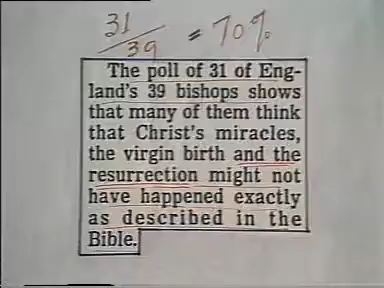 31/39 = 70%
The poll of 31 of Eng-
land's 39 bishops shows
that many of them think
that Christ's miracles,
the virgin birth and the
resurrection might not
have happened exactly
as described in the
Bible.